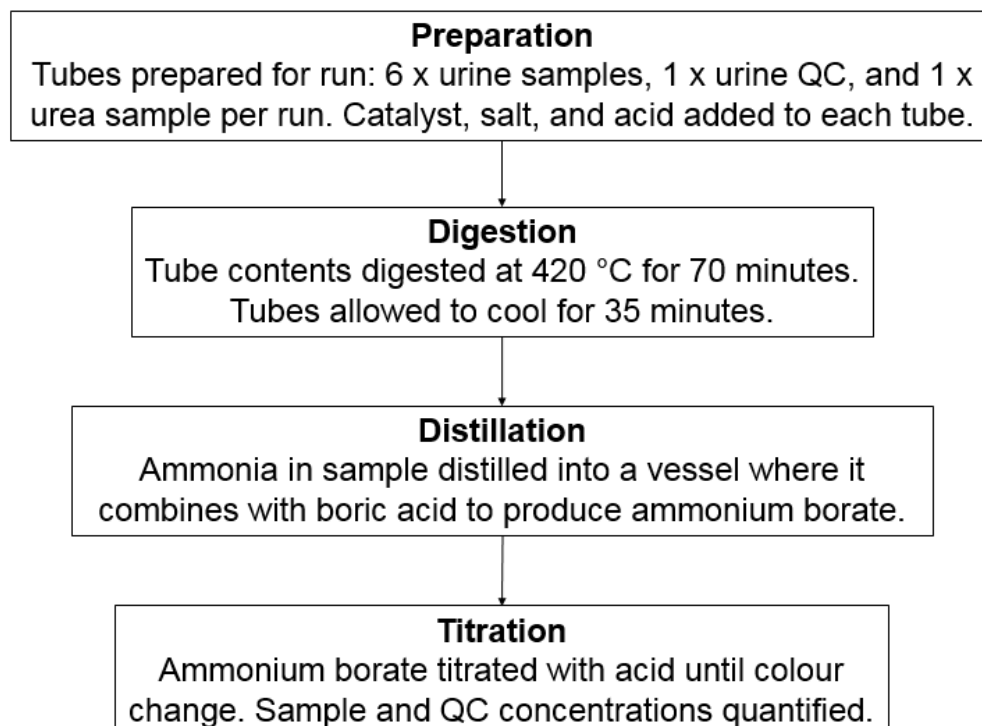 Preparation
Tubes prepared for run: 6 x urine samples, 1 x urine QC, and 1 x
urea sample per run. Catalyst, salt, and acid added to each tube.
Digestion
Tube contents digested at 420 °C for 70 minutes.
Tubes allowed to cool for 35 minutes.
Distillation
Ammonia in sample distilled into a vessel where it
combines with boric acid to produce ammonium borate.
Titration
Ammonium borate titrated with acid until colour
change. Sample and QC concentrations quantified.